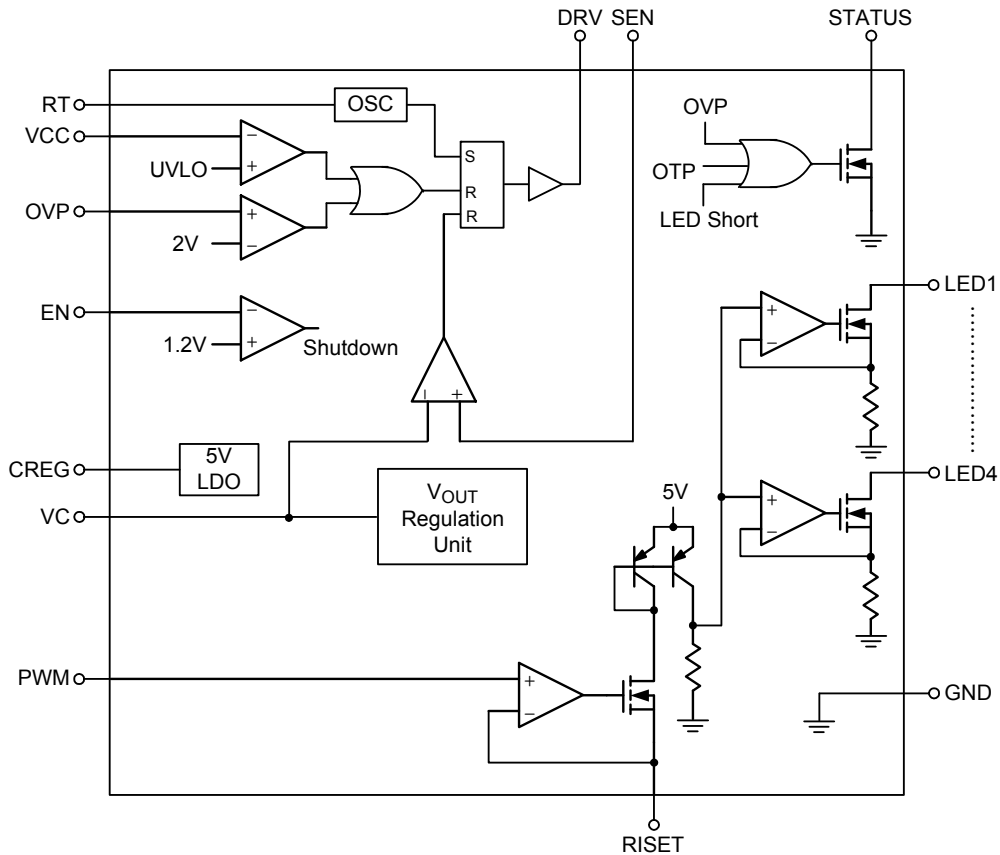 DRV SEN
STATUS
RT
OSC
VCC
OVP
−
S
UVLO
+
OTP
R
OVP
+
R
LED Short
2V
−
EN
−
LED1
1.2V
+
Shutdown
+
−
−
+
CREG
5V
LDO
LED4
5V
+
VC
VOUT
Regulation
Unit
−
PWM
+
−
GND
RISET